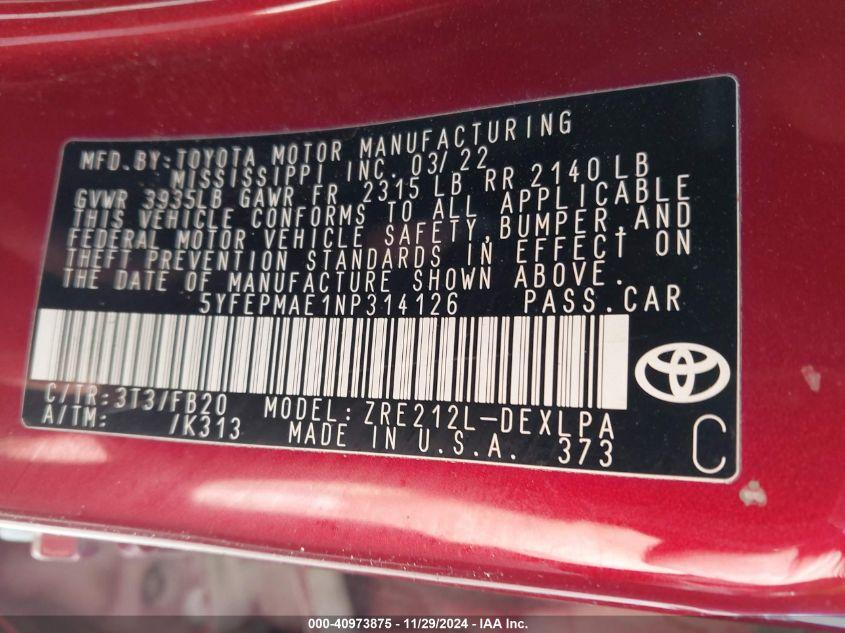 MFD.BY:TOYOTA MOTOR MANUFACTURING
MISSISSIPPI INC. 03/22
GVWR 3935LB GAWR FR 2315 LB RR 2140 LB
THIS VEHICLE CONFORMS TO ALL APPLICABLE
FEDERAL MOTOR VEHICLE SAFETY,BUMPER,AND
THEFT PREVENTION STANDARDS IN EFFECT ON
THE DATE OF MANUFACTURE SHOWN ABOVE.
5YFEPMAE1NP314126 PASS.CAR
C/TR:3T3/FB20 MODEL: ZRE212L-DEXLPA
A/TM: /K313 MADE IN U.S.A. 373
C
000-40973875 - 11/29/2024 - IAA Inc.